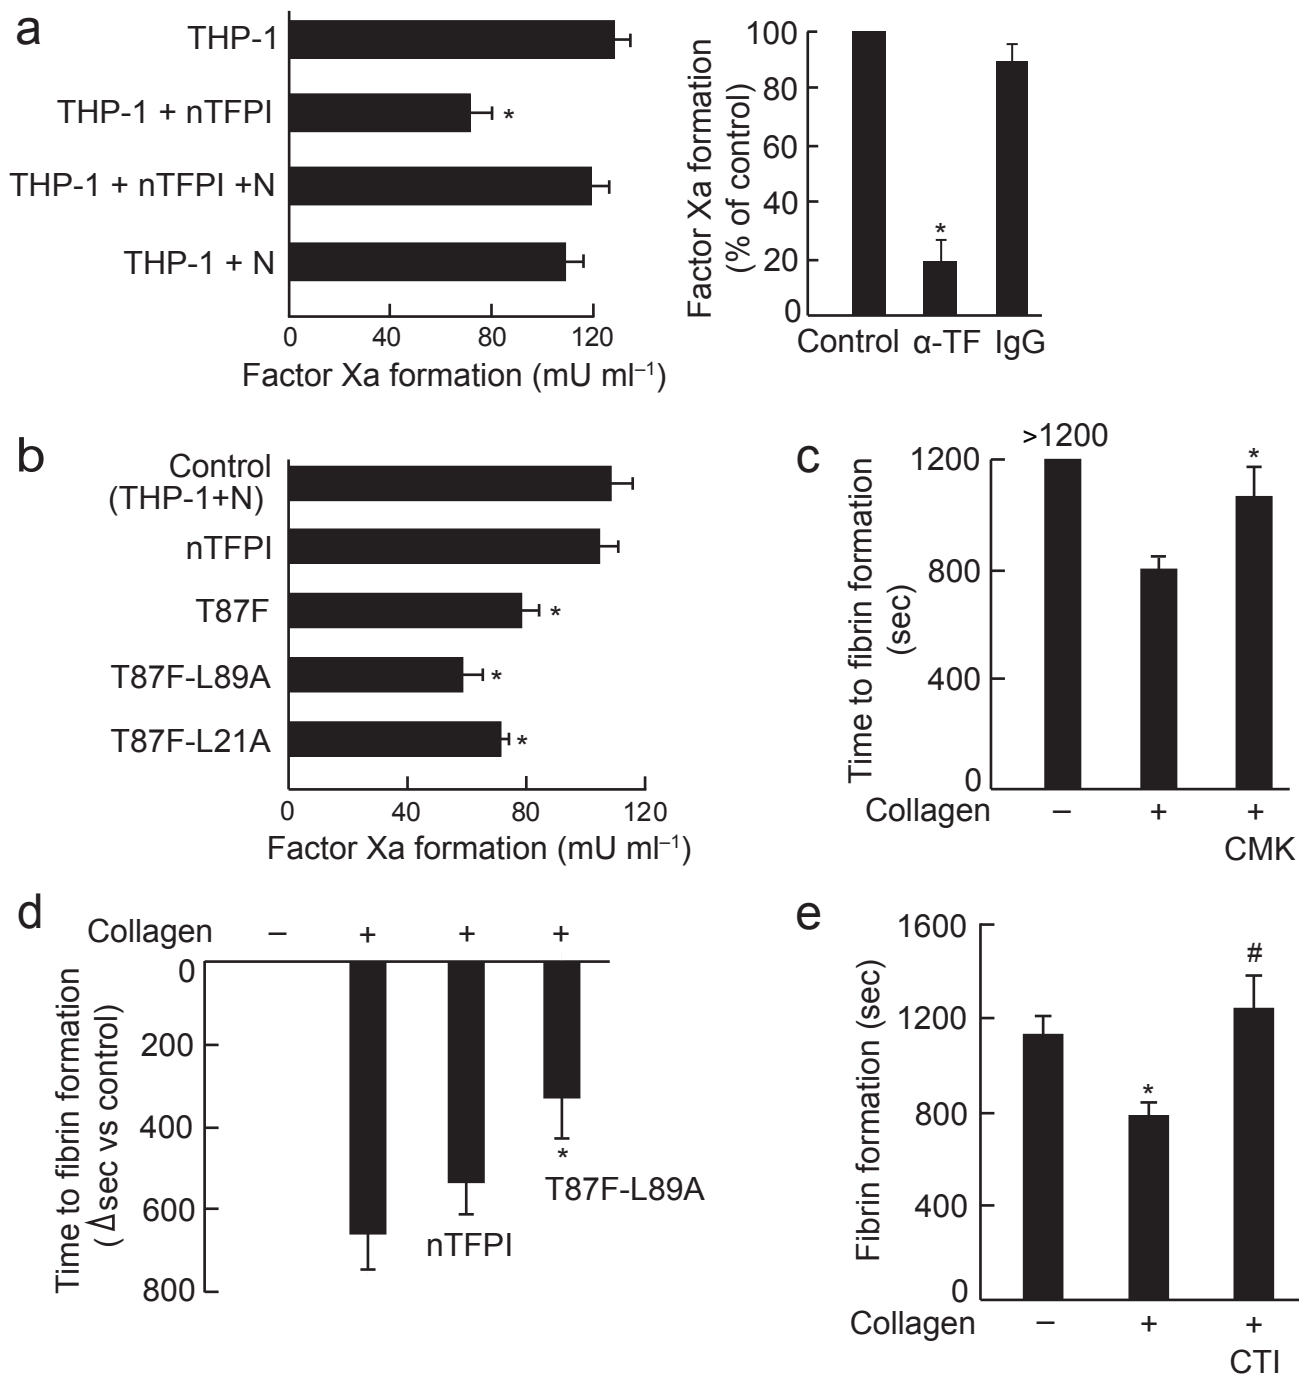 a
THP-1
THP-1 + nTFPI
*
THP-1 + nTFPI +N
THP-1 + N
0 40 80 120
Factor Xa formation (mU ml⁻¹)
Factor Xa formation
(% of control)
100
80
60
40
20
0
*
Control α-TF IgG
b
Control
(THP-1+N)
nTFPI
T87F
*
T87F-L89A
*
T87F-L21A
*
0 40 80 120
Factor Xa formation (mU ml⁻¹)
c
Time to fibrin formation
(sec)
>1200
1200
*
800
400
0
Collagen – + +
CMK
d
Collagen – + + +
Time to fibrin formation
(Δsec vs control)
0
200
400
600
800
*
T87F-L89A
nTFPI
e
Fibrin formation (sec)
1600
#
1200
*
800
400
0
Collagen – + +
CTI